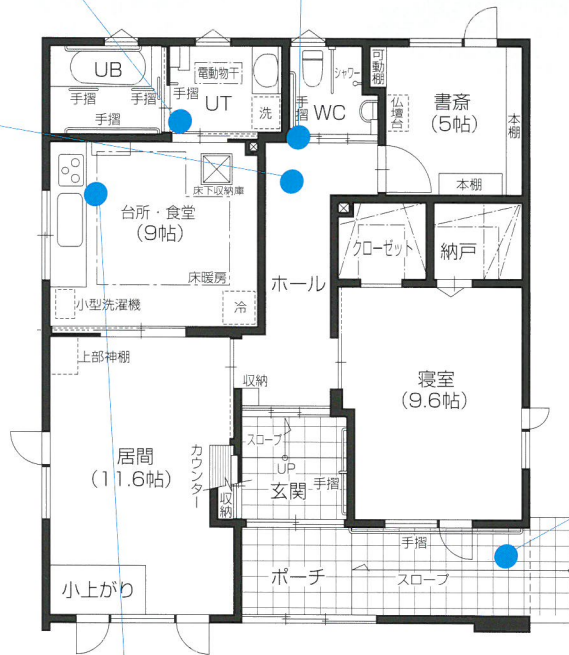 UB
手摺
手摺
手摺
電動物干
手摺
UT
洗
手摺
シャワー
WC
可動棚
仏壇台
書斎
(5帖)
本棚
本棚
台所・食堂
(9帖)
床下収納庫
床暖房
小型洗濯機
冷
ホール
クローゼット
納戸
上部神棚
収納
寝室
(9.6帖)
居間
(11.6帖)
カウンター
収納
スロープ
UP
手摺
玄関
手摺
ポーチ
スロープ
小上がり